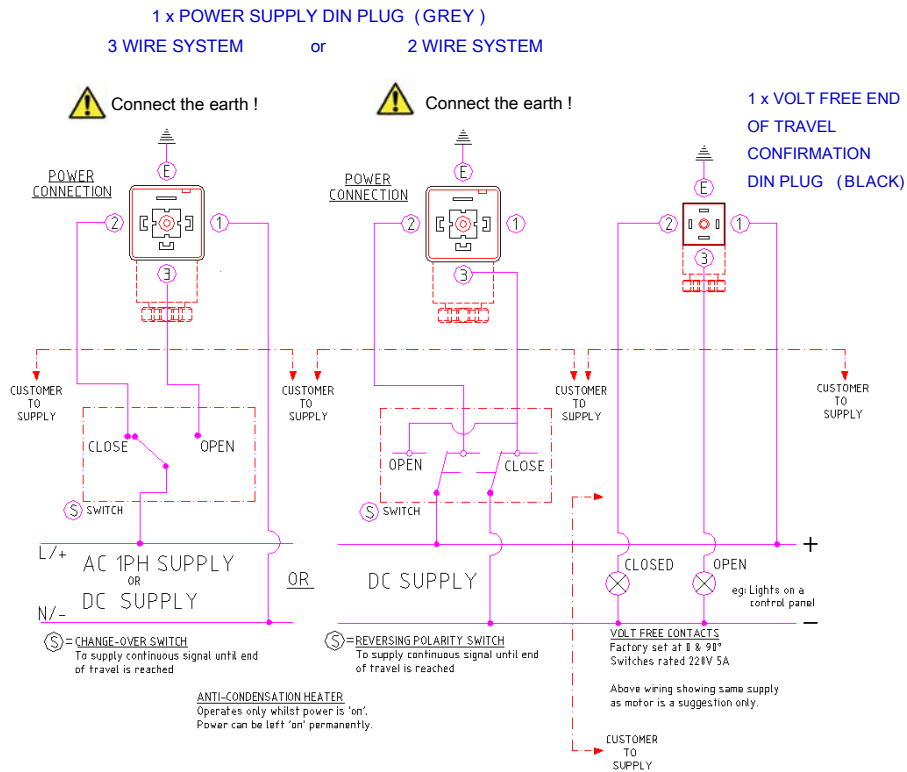 1 x POWER SUPPLY DIN PLUG (GREY )
3 WIRE SYSTEM or 2 WIRE SYSTEM
Connect the earth !
Connect the earth !
1 x VOLT FREE END
OF TRAVEL
CONFIRMATION
DIN PLUG (BLACK)
POWER
CONNECTION
E
2
1
3
POWER
CONNECTION
E
2
1
3
E
2
1
3
CUSTOMER
TO
SUPPLY
CUSTOMER
TO
SUPPLY
CUSTOMER
TO
SUPPLY
CUSTOMER
TO
SUPPLY
CLOSE
OPEN
S SWITCH
OPEN
CLOSE
S SWITCH
L/+
AC 1PH SUPPLY
OR
DC SUPPLY
N/-
OR
DC SUPPLY
+
CLOSED
OPEN
eg: Lights on a
control panel
−
S = CHANGE-OVER SWITCH
To supply continuous signal until end
of travel is reached
S = REVERSING POLARITY SWITCH
To supply continuous signal until end
of travel is reached
VOLT FREE CONTACTS
Factory set at 0 & 90°
Switches rated 220V 5A
Above wiring showing same supply
as motor is a suggestion only.
ANTI-CONDENSATION HEATER
Operates only whilst power is 'on'.
Power can be left 'on' permanently.
CUSTOMER
TO
SUPPLY